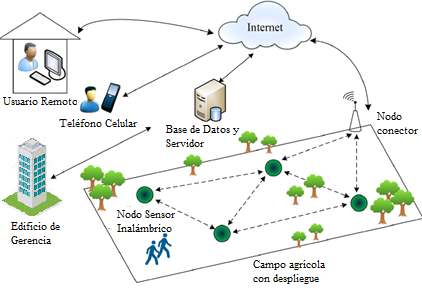 Internet
Usuario Remoto
Teléfono Celular
Base de Datos y
Servidor
Nodo
conector
Edificio de
Gerencia
Nodo Sensor
Inalámbrico
Campo agricola
con despliegue